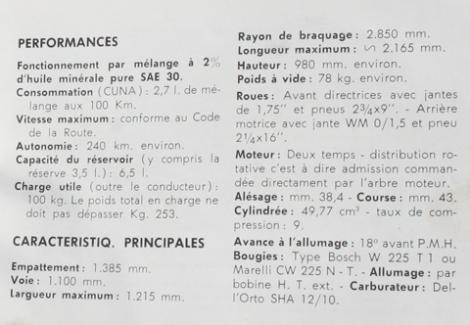 PERFORMANCES
Fonctionnement par mélange à 2%
d'huile minérale pure SAE 30.
Consommation (CUNA) : 2,7 l. de mé-
lange aux 100 Km.
Vitesse maximum : conforme au Code
de la Route.
Autonomie : 240 km. environ.
Capacité du réservoir (y compris la
réserve 3,5 l.) : 6,5 l.
Charge utile (outre le conducteur) :
100 kg. Le poids total en charge ne
doit pas dépasser Kg. 253.
CARACTERISTIQ. PRINCIPALES
Empattement : 1.385 mm.
Voie : 1.100 mm.
Largueur maximum : 1.215 mm.
Rayon de braquage : 2.850 mm.
Longueur maximum : ∽ 2.165 mm.
Hauteur : 980 mm. environ.
Poids à vide : 78 kg. environ.
Roues : Avant directrices avec jantes
de 1,75" et pneus 2¾x9". - Arrière
motrice avec jante WM 0/1,5 et pneu
2¼x16".
Moteur : Deux temps - distribution ro-
tative c'est à dire admission comman-
dée directament par l'arbre moteur.
Alésage : mm. 38,4 - Course : mm. 43.
Cylindrée : 49,77 cm³ - taux de com-
pression : 9.
Avance à l'allumage : 18° avant P.M.H.
Bougies : Type Bosch W 225 T 1 ou
Marelli CW 225 N - T. - Allumage : par
bobine H. T. ext. - Carburateur : Del-
l'Orto SHA 12/10.